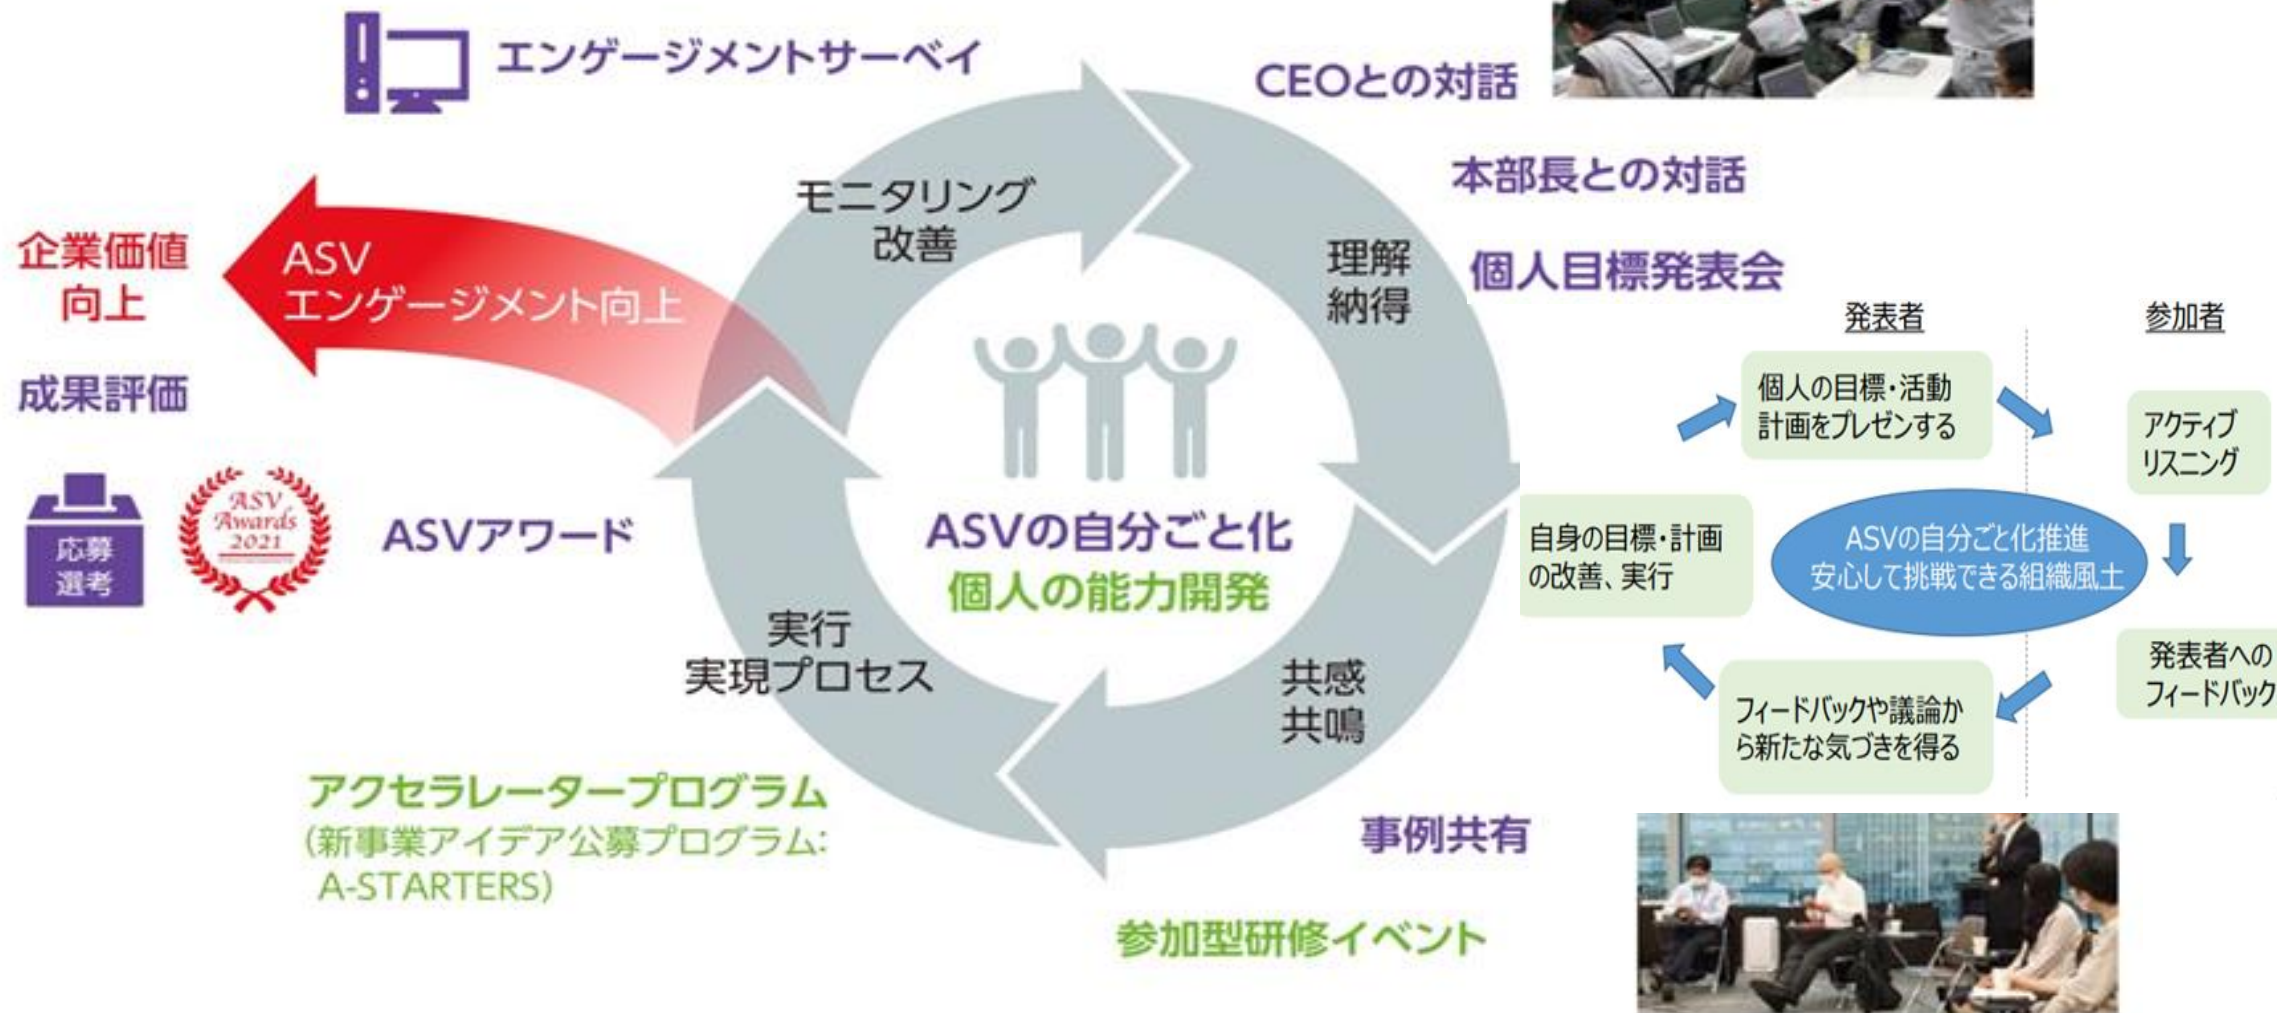 エンゲージメントサーベイ
CEOとの対話
本部長との対話
個人目標発表会
モニタリング
改善
理解
納得
企業価値
向上
ASV
エンゲージメント向上
成果評価
応募
選考
ASV
Awards
2021
ASVアワード
ASVの自分ごと化
個人の能力開発
実行
実現プロセス
共感
共鳴
アクセラレータープログラム
(新事業アイデア公募プログラム:
A-STARTERS)
事例共有
参加型研修イベント
発表者
参加者
個人の目標・活動
計画をプレゼンする
アクティブ
リスニング
自身の目標・計画
の改善、実行
ASVの自分ごと化推進
安心して挑戦できる組織風土
発表者への
フィードバック
フィードバックや議論か
ら新たな気づきを得る